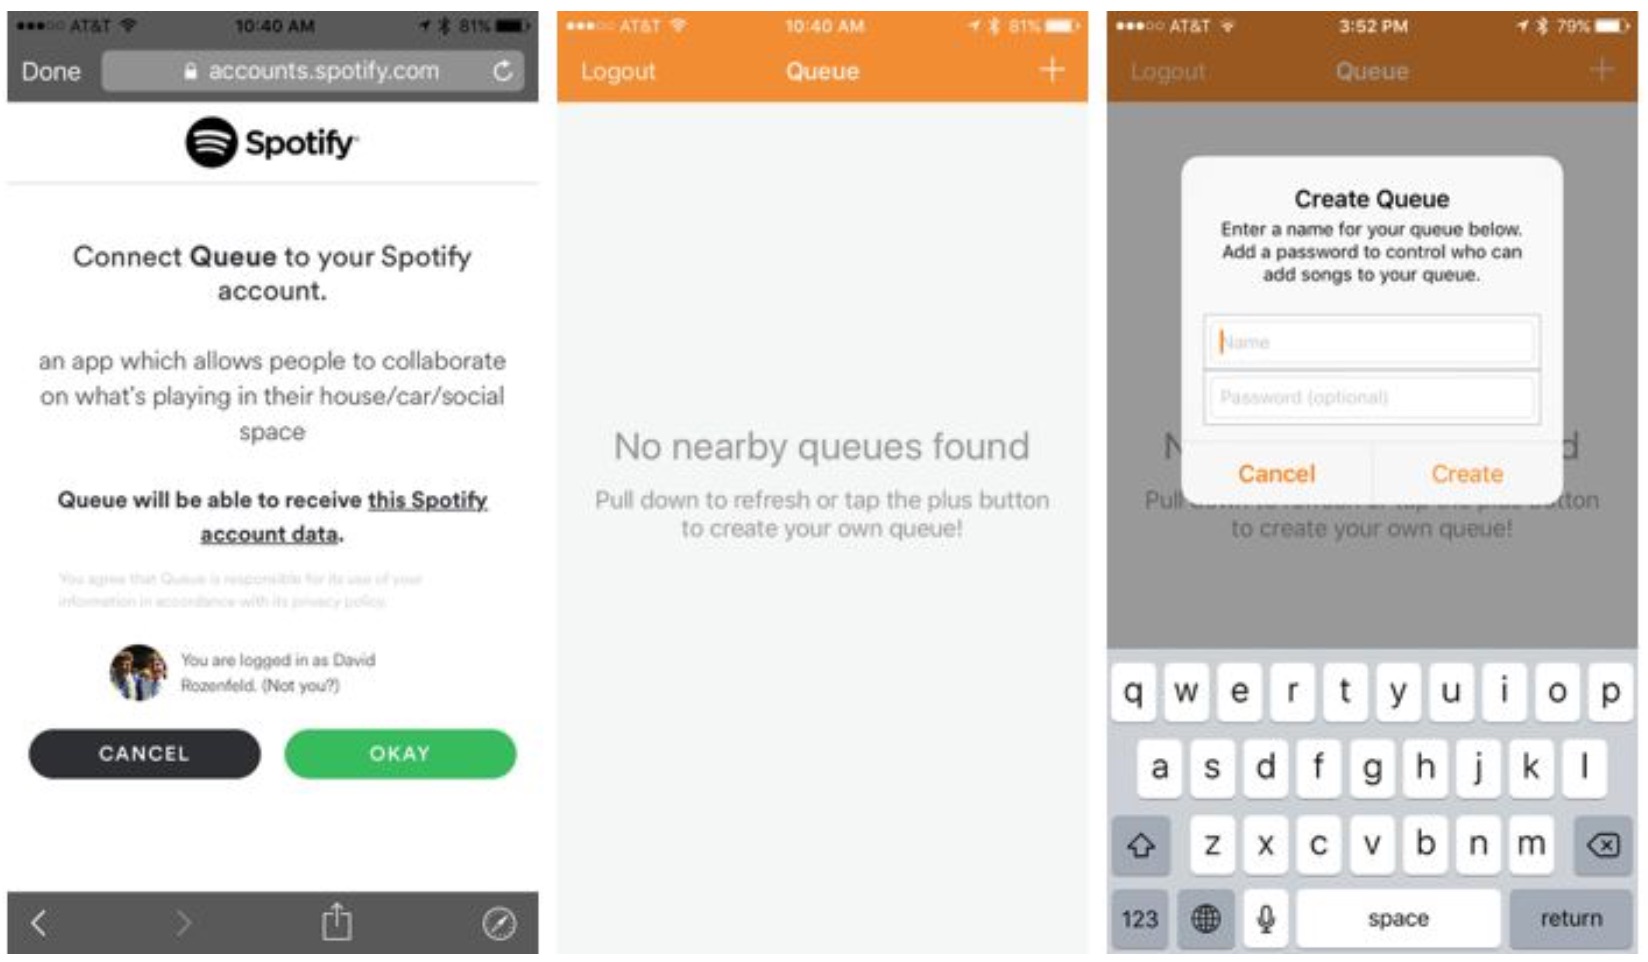 AT&T 10:40 AM 81%
Done accounts.spotify.com
Spotify
Connect Queue to your Spotify
account.
an app which allows people to collaborate
on what's playing in their house/car/social
space
Queue will be able to receive this Spotify
account data.
You agree that Queue is responsible for its use of your
information in accordance with its privacy policy.
You are logged in as David
Rozenfeld. (Not you?)
CANCEL OKAY
AT&T 10:40 AM 81%
Logout Queue +
No nearby queues found
Pull down to refresh or tap the plus button
to create your own queue!
AT&T 3:52 PM 79%
Logout Queue +
Create Queue
Enter a name for your queue below.
Add a password to control who can
add songs to your queue.
Name
Password (optional)
Cancel Create
to create your own queue!
q w e r t y u i o p
a s d f g h j k l
z x c v b n m
123 space return